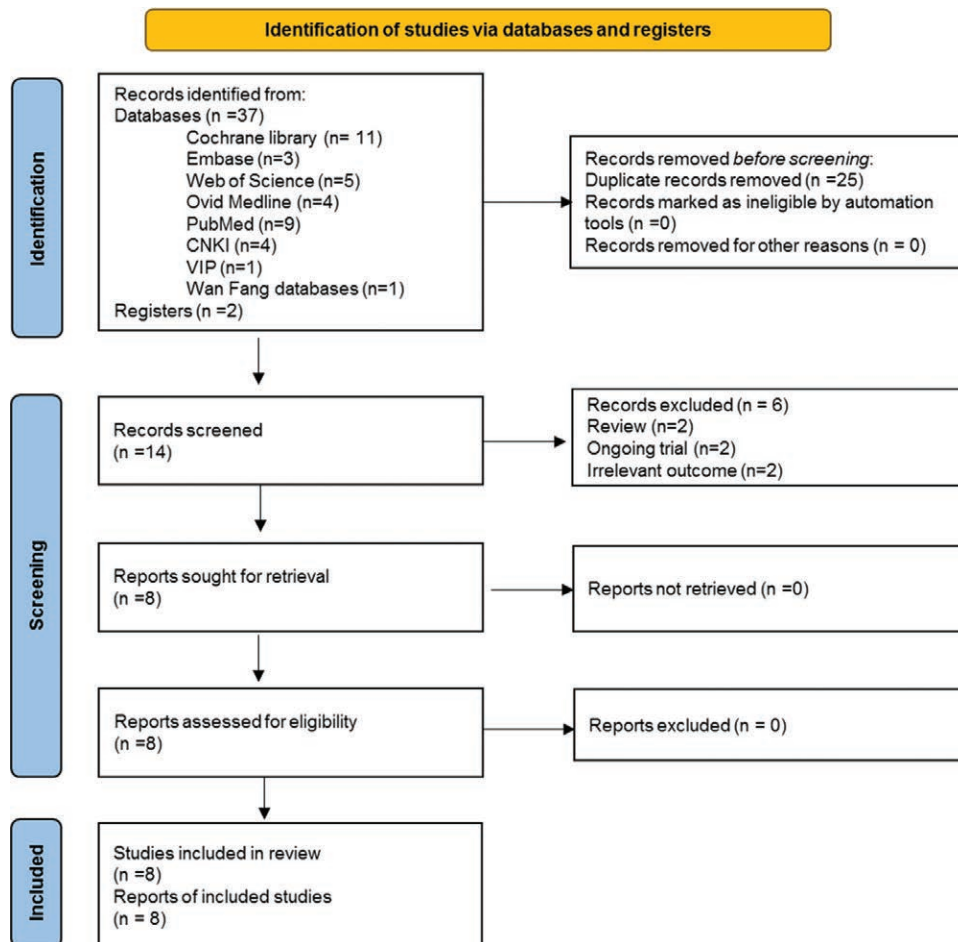 Identification of studies via databases and registers
Identification
Records identified from:
Databases (n =37)
Cochrane library (n= 11)
Embase (n=3)
Web of Science (n=5)
Ovid Medline (n=4)
PubMed (n=9)
CNKI (n=4)
VIP (n=1)
Wan Fang databases (n=1)
Registers (n =2)
Records removed before screening:
Duplicate records removed (n =25)
Records marked as ineligible by automation
tools (n =0)
Records removed for other reasons (n = 0)
Screening
Records screened
(n =14)
Records excluded (n = 6)
Review (n=2)
Ongoing trial (n=2)
Irrelevant outcome (n=2)
Reports sought for retrieval
(n =8)
Reports not retrieved (n =0)
Reports assessed for eligibility
(n =8)
Reports excluded (n = 0)
Included
Studies included in review
(n =8)
Reports of included studies
(n = 8)